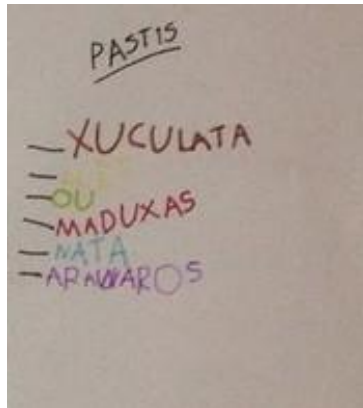 PASTIS
- XUCULATA
-
- OU
- MADUXAS
- NATA